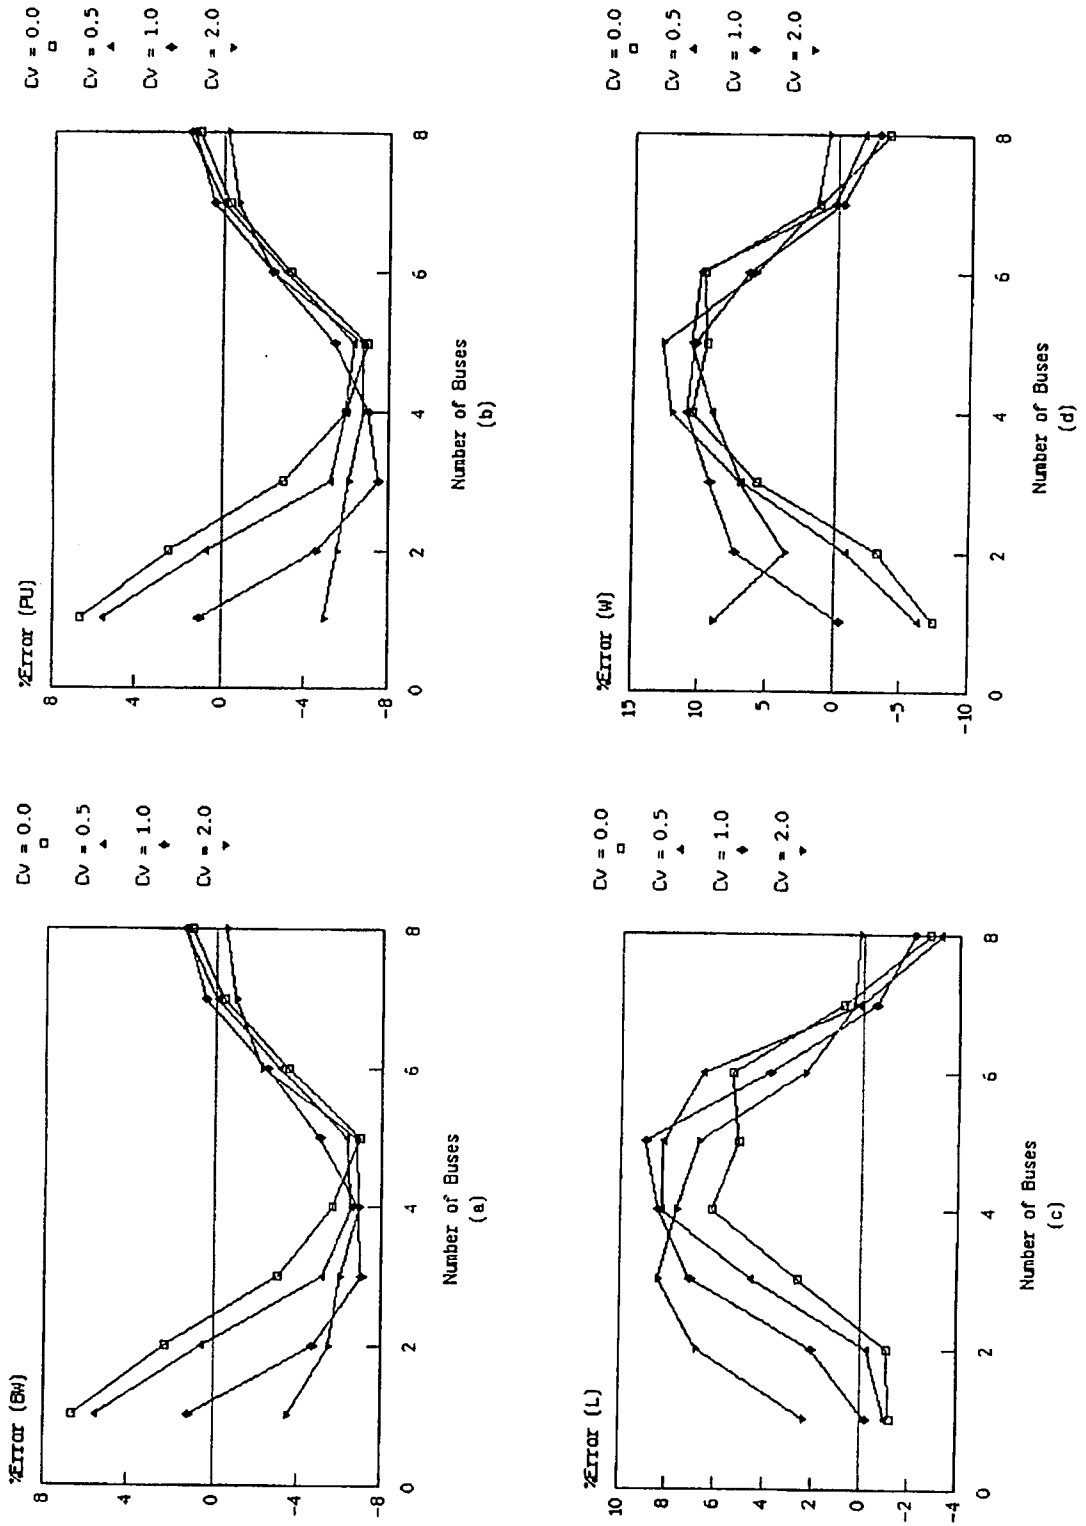 %Error (BW)
8
4
0
-4
-8
0
2
4
6
8
Number of Buses
(a)
Cv = 0.0
Cv = 0.5
Cv = 1.0
Cv = 2.0
%Error (PU)
8
4
0
-4
-8
0
2
4
6
8
Number of Buses
(b)
Cv = 0.0
Cv = 0.5
Cv = 1.0
Cv = 2.0
%Error (L)
10
8
6
4
2
0
-2
-4
0
2
4
6
8
Number of Buses
(c)
Cv = 0.0
Cv = 0.5
Cv = 1.0
Cv = 2.0
%Error (W)
15
10
5
0
-5
-10
0
2
4
6
8
Number of Buses
(d)
Cv = 0.0
Cv = 0.5
Cv = 1.0
Cv = 2.0